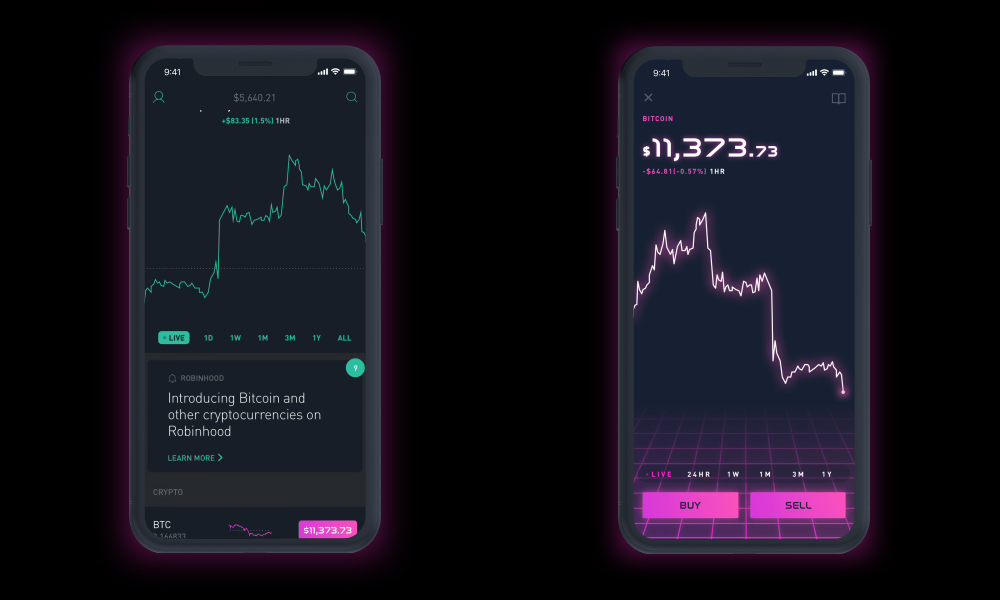 9:41
$5,640.21
+$83.35 (1.5%) 1HR
LIVE 1D 1W 1M 3M 1Y ALL
9
ROBINHOOD
Introducing Bitcoin and
other cryptocurrencies on
Robinhood
LEARN MORE
CRYPTO
BTC
$11,373.73
9:41
BITCOIN
$11,373.73
-$64.81(-0.57%) 1HR
LIVE 24HR 1W 1M 3M 1Y
BUY SELL